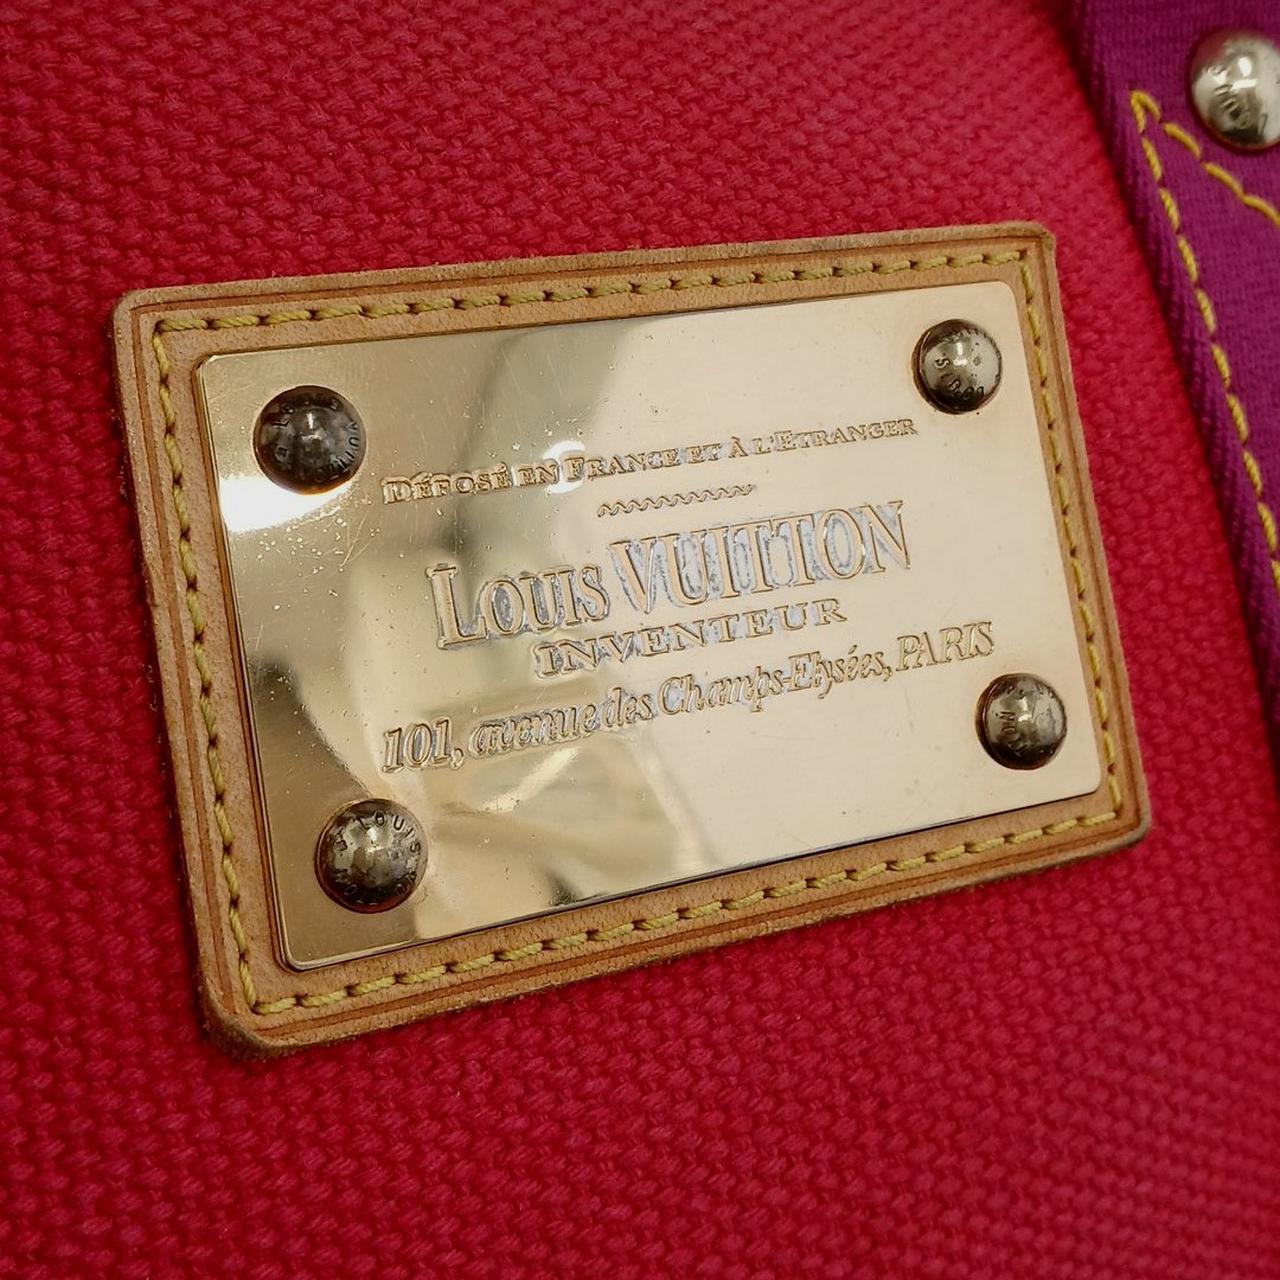 DÉPOSÉ EN FRANCE ET À L'ETRANGER
LOUIS VUITTON
INVENTEUR
101, avenue des Champs-Elysées, PARIS